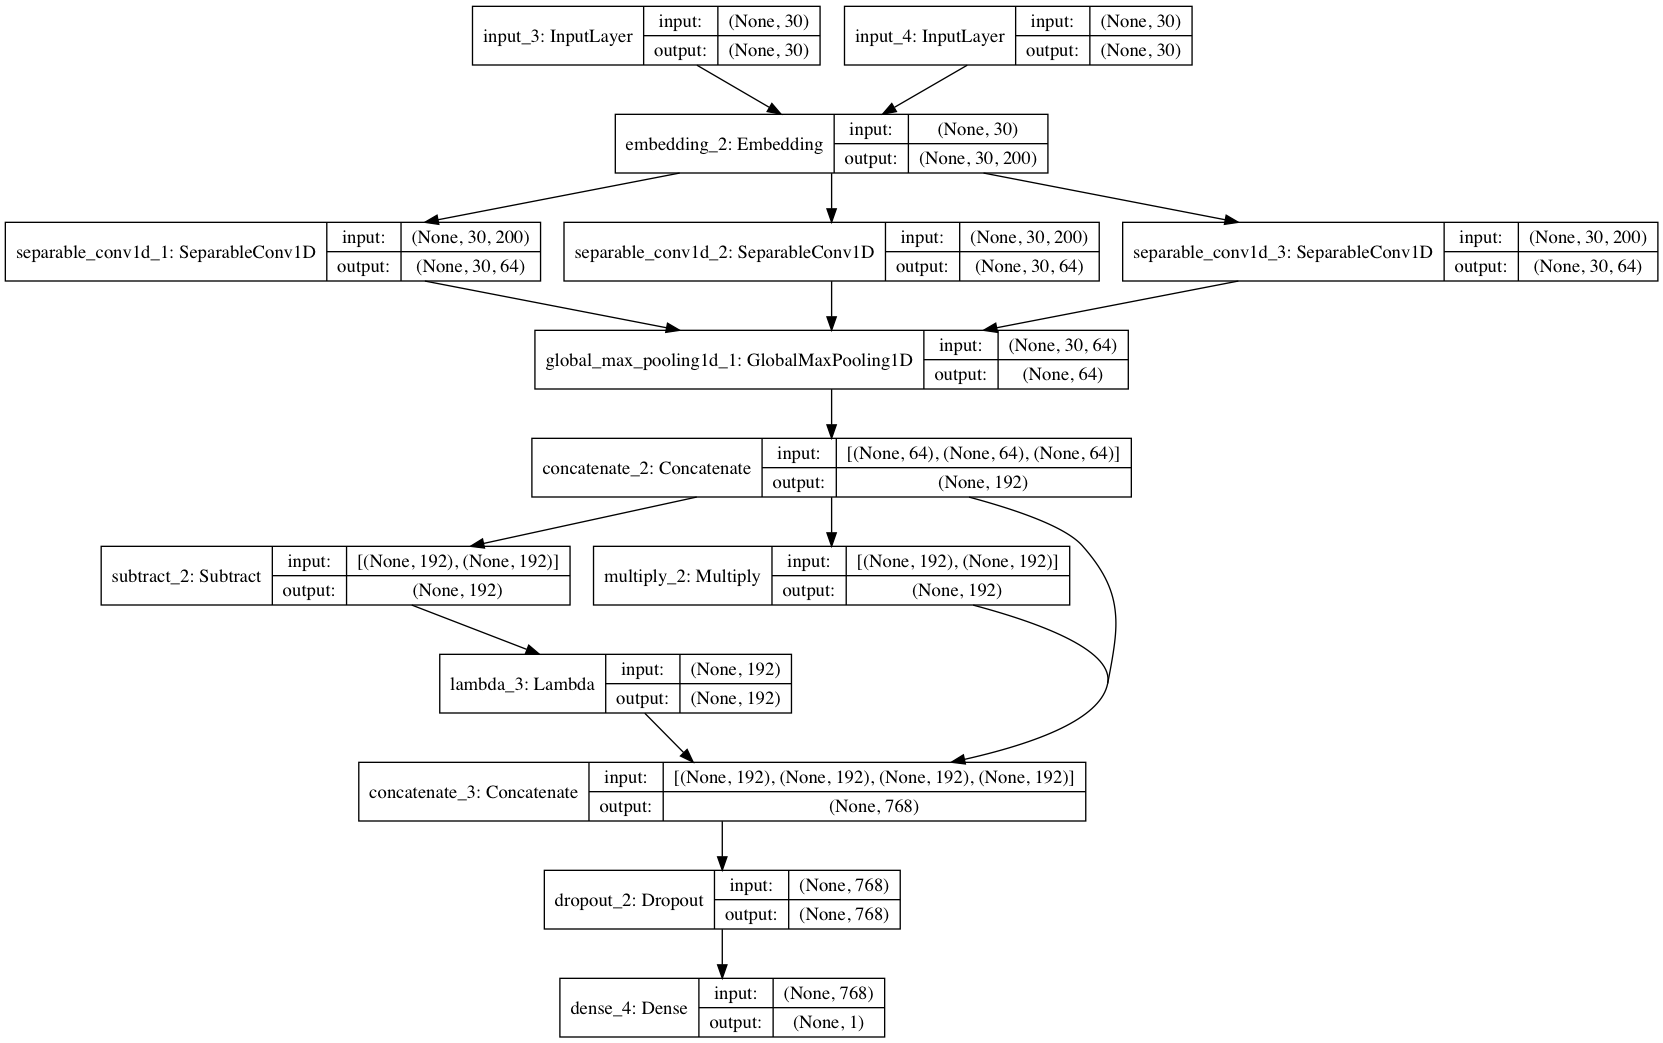 input_3: InputLayer
input: (None, 30)
output: (None, 30)
input_4: InputLayer
input: (None, 30)
output: (None, 30)
embedding_2: Embedding
input: (None, 30)
output: (None, 30, 200)
separable_conv1d_1: SeparableConv1D
input: (None, 30, 200)
output: (None, 30, 64)
separable_conv1d_2: SeparableConv1D
input: (None, 30, 200)
output: (None, 30, 64)
separable_conv1d_3: SeparableConv1D
input: (None, 30, 200)
output: (None, 30, 64)
global_max_pooling1d_1: GlobalMaxPooling1D
input: (None, 30, 64)
output: (None, 64)
concatenate_2: Concatenate
input: [(None, 64), (None, 64), (None, 64)]
output: (None, 192)
subtract_2: Subtract
input: [(None, 192), (None, 192)]
output: (None, 192)
multiply_2: Multiply
input: [(None, 192), (None, 192)]
output: (None, 192)
lambda_3: Lambda
input: (None, 192)
output: (None, 192)
concatenate_3: Concatenate
input: [(None, 192), (None, 192), (None, 192), (None, 192)]
output: (None, 768)
dropout_2: Dropout
input: (None, 768)
output: (None, 768)
dense_4: Dense
input: (None, 768)
output: (None, 1)